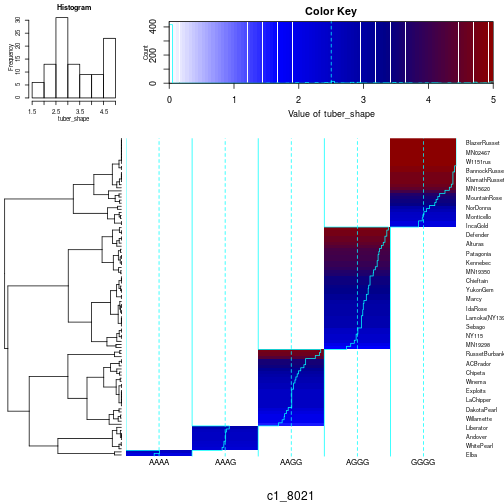 Histogram
Frequency
0 5 10 15 20 25 30
1.5 2.5 3.5 4.5
tuber_shape
Color Key
Count
0 200 400
0 1 2 3 4 5
Value of tuber_shape
BlazerRusset
MN02467
W1151rus
BannockRusse
KlamathRusset
MN15620
MountainRose
NorDonna
Monticello
IncaGold
Defender
Alturas
Patagonia
Kennebec
MN19350
Chieftain
YukonGem
Marcy
IdaRose
Lamoka(NY139
Sebago
NY115
MN19298
RussetBurbank
ACBrador
Chipeta
Winema
Exploits
LaChipper
DakotaPearl
Willamette
Liberator
Andover
WhitePearl
Elba
AAAA AAAG AAGG AGGG GGGG
c1_8021